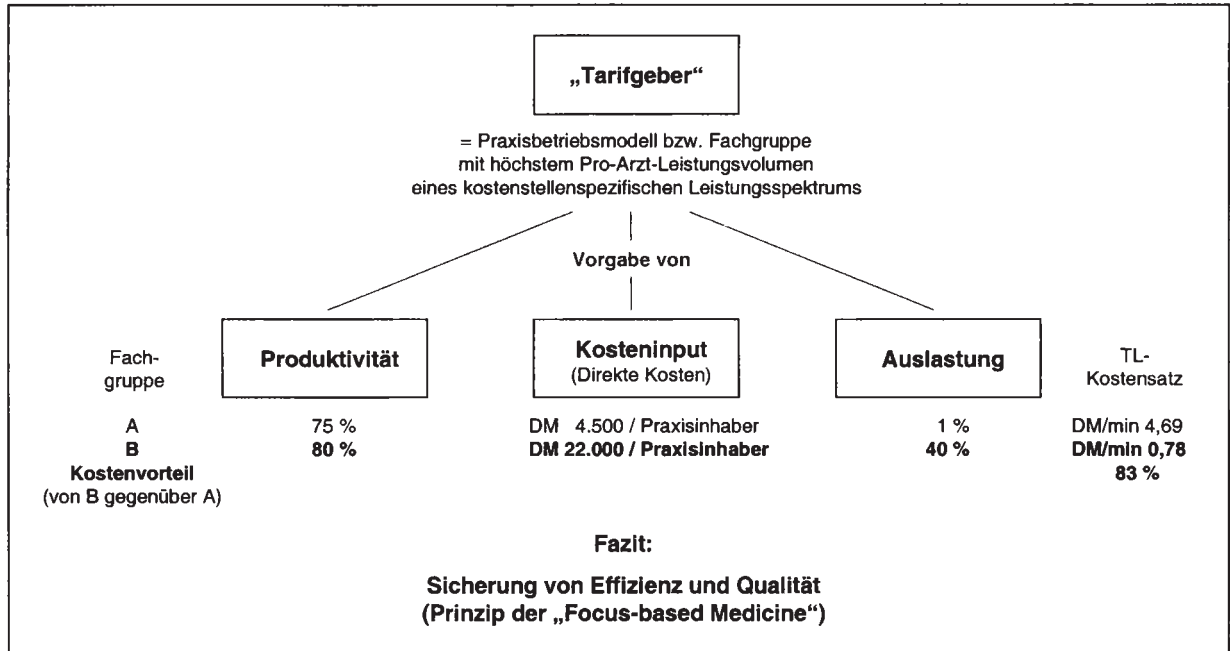 „Tarifgeber“
= Praxisbetriebsmodell bzw. Fachgruppe
mit höchstem Pro-Arzt-Leistungsvolumen
eines kostenstellenspezifischen Leistungsspektrums
Vorgabe von
Fach-
gruppe
Produktivität
Kosteninput
(Direkte Kosten)
Auslastung
TL-
Kostensatz
A 75 % DM 4.500 / Praxisinhaber 1 % DM/min 4,69
B 80 % DM 22.000 / Praxisinhaber 40 % DM/min 0,78
Kostenvorteil 83 %
(von B gegenüber A)
Fazit:
Sicherung von Effizienz und Qualität
(Prinzip der „Focus-based Medicine“)